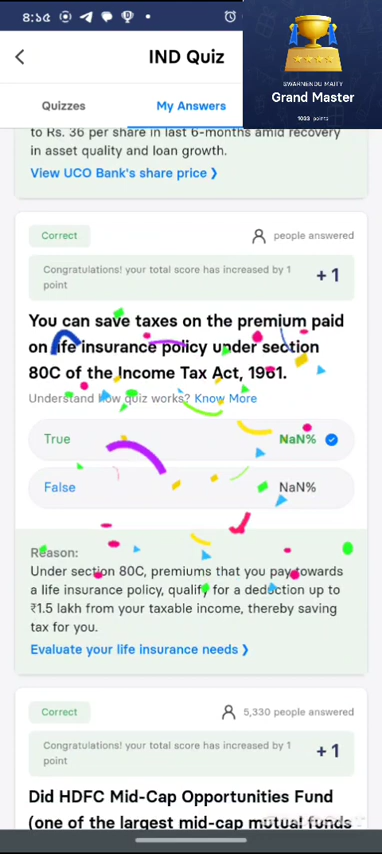 ৪:১৫
IND Quiz
SWARNENDU MAITY
Grand Master
1033 points
Quizzes
My Answers
to Rs. 36 per share in last 6-months amid recovery
in asset quality and loan growth.
View UCO Bank's share price ❯
Correct
people answered
Congratulations! your total score has increased by 1
point
+1
You can save taxes on the premium paid
on life insurance policy under section
80C of the Income Tax Act, 1961.
Understand how quiz works? Know More
True
NaN%
False
NaN%
Reason:
Under section 80C, premiums that you pay towards
a life insurance policy, qualify for a deduction up to
₹1.5 lakh from your taxable income, thereby saving
tax for you.
Evaluate your life insurance needs ❯
Correct
5,330 people answered
Congratulations! your total score has increased by 1
point
+1
Did HDFC Mid-Cap Opportunities Fund
(one of the largest mid-cap mutual funds